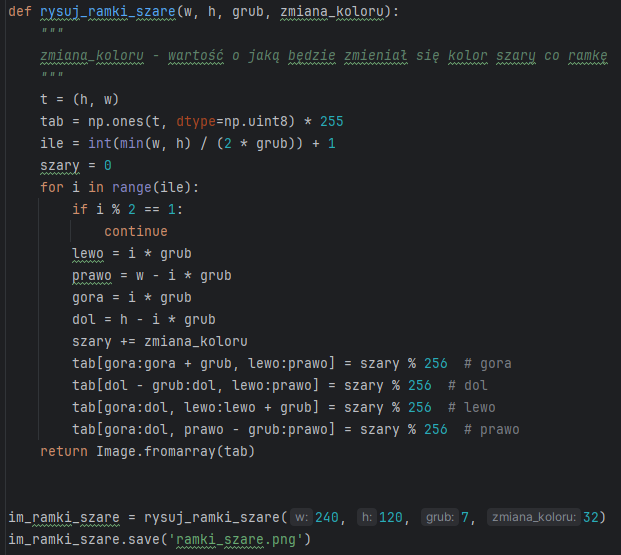 def rysuj_ramki_szare(w, h, grub, zmiana_koloru):
    """
    zmiana_koloru - wartość o jaką będzie zmieniał się kolor szary co ramkę
    """
    t = (h, w)
    tab = np.ones(t, dtype=np.uint8) * 255
    ile = int(min(w, h) / (2 * grub)) + 1
    szary = 0
    for i in range(ile):
        if i % 2 == 1:
            continue
        lewo = i * grub
        prawo = w - i * grub
        gora = i * grub
        dol = h - i * grub
        szary += zmiana_koloru
        tab[gora:gora + grub, lewo:prawo] = szary % 256  # gora
        tab[dol - grub:dol, lewo:prawo] = szary % 256  # dol
        tab[gora:dol, lewo:lewo + grub] = szary % 256  # lewo
        tab[gora:dol, prawo - grub:prawo] = szary % 256  # prawo
    return Image.fromarray(tab)
im_ramki_szare = rysuj_ramki_szare( w: 240, h: 120, grub: 7, zmiana_koloru: 32)
im_ramki_szare.save('ramki_szare.png')